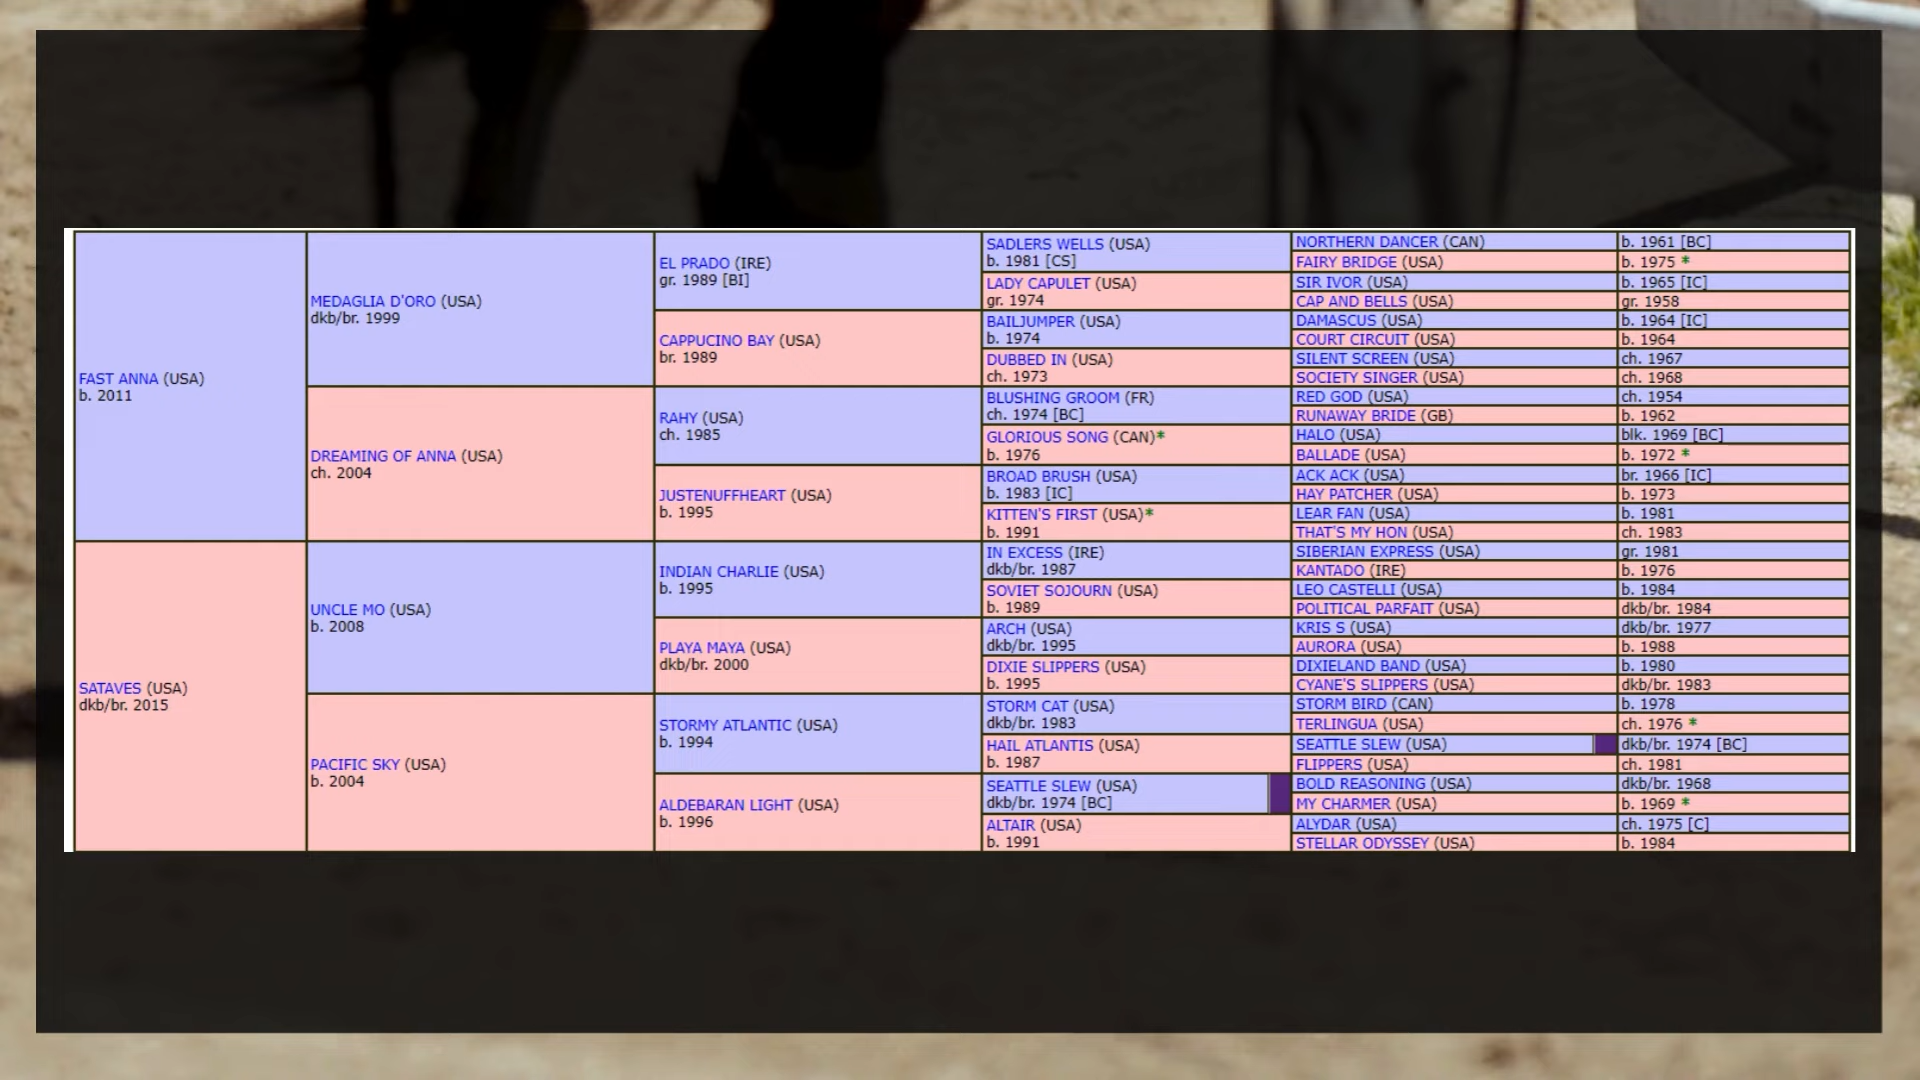 FAST ANNA (USA)
b. 2011
SATAVES (USA)
dkb/br. 2015
MEDAGLIA D'ORO (USA)
dkb/br. 1999
DREAMING OF ANNA (USA)
ch. 2004
UNCLE MO (USA)
b. 2008
PACIFIC SKY (USA)
b. 2004
EL PRADO (IRE)
gr. 1989 [BI]
CAPPUCINO BAY (USA)
br. 1989
RAHY (USA)
ch. 1985
JUSTENUFFHEART (USA)
b. 1995
INDIAN CHARLIE (USA)
b. 1995
PLAYA MAYA (USA)
dkb/br. 2000
STORMY ATLANTIC (USA)
b. 1994
ALDEBARAN LIGHT (USA)
b. 1996
SADLERS WELLS (USA)
b. 1981 [CS]
LADY CAPULET (USA)
gr. 1974
BAILJUMPER (USA)
b. 1974
DUBBED IN (USA)
ch. 1973
BLUSHING GROOM (FR)
ch. 1974 [BC]
GLORIOUS SONG (CAN)*
b. 1976
BROAD BRUSH (USA)
b. 1983 [IC]
KITTEN'S FIRST (USA)*
b. 1991
IN EXCESS (IRE)
dkb/br. 1987
SOVIET SOJOURN (USA)
b. 1989
ARCH (USA)
dkb/br. 1995
DIXIE SLIPPERS (USA)
b. 1995
STORM CAT (USA)
dkb/br. 1983
HAIL ATLANTIS (USA)
b. 1987
SEATTLE SLEW (USA)
dkb/br. 1974 [BC]
ALTAIR (USA)
b. 1991
NORTHERN DANCER (CAN) b. 1961 [BC]
FAIRY BRIDGE (USA) b. 1975 *
SIR IVOR (USA) b. 1965 [IC]
CAP AND BELLS (USA) gr. 1958
DAMASCUS (USA) b. 1964 [IC]
COURT CIRCUIT (USA) b. 1964
SILENT SCREEN (USA) ch. 1967
SOCIETY SINGER (USA) ch. 1968
RED GOD (USA) ch. 1954
RUNAWAY BRIDE (GB) b. 1962
HALO (USA) blk. 1969 [BC]
BALLADE (USA) b. 1972 *
ACK ACK (USA) br. 1966 [IC]
HAY PATCHER (USA) b. 1973
LEAR FAN (USA) b. 1981
THAT'S MY HON (USA) ch. 1983
SIBERIAN EXPRESS (USA) gr. 1981
KANTADO (IRE) b. 1976
LEO CASTELLI (USA) b. 1984
POLITICAL PARFAIT (USA) dkb/br. 1984
KRIS S (USA) dkb/br. 1977
AURORA (USA) b. 1988
DIXIELAND BAND (USA) b. 1980
CYANE'S SLIPPERS (USA) dkb/br. 1983
STORM BIRD (CAN) b. 1978
TERLINGUA (USA) ch. 1976 *
SEATTLE SLEW (USA) dkb/br. 1974 [BC]
FLIPPERS (USA) ch. 1981
BOLD REASONING (USA) dkb/br. 1968
MY CHARMER (USA) b. 1969 *
ALYDAR (USA) ch. 1975 [C]
STELLAR ODYSSEY (USA) b. 1984